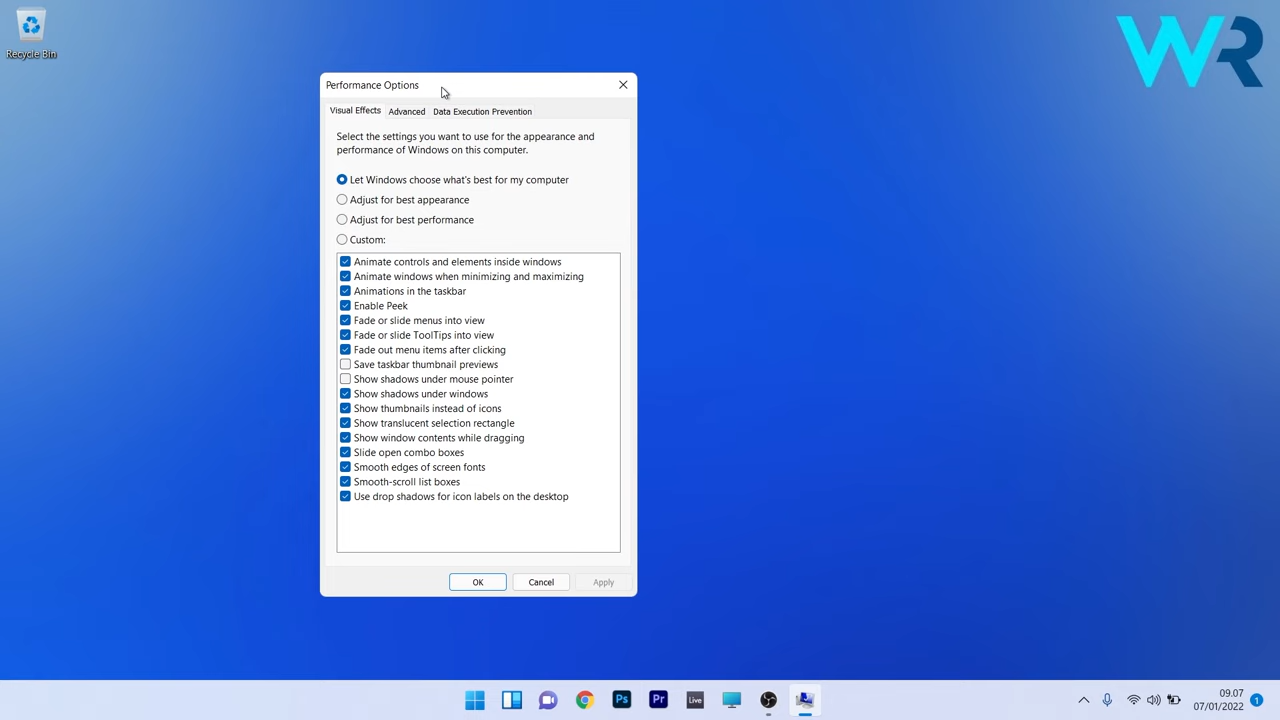 Recycle Bin
WR
Performance Options
Visual Effects
Advanced
Data Execution Prevention
Select the settings you want to use for the appearance and
performance of Windows on this computer.
Let Windows choose what's best for my computer
Adjust for best appearance
Adjust for best performance
Custom:
Animate controls and elements inside windows
Animate windows when minimizing and maximizing
Animations in the taskbar
Enable Peek
Fade or slide menus into view
Fade or slide ToolTips into view
Fade out menu items after clicking
Save taskbar thumbnail previews
Show shadows under mouse pointer
Show shadows under windows
Show thumbnails instead of icons
Show translucent selection rectangle
Show window contents while dragging
Slide open combo boxes
Smooth edges of screen fonts
Smooth-scroll list boxes
Use drop shadows for icon labels on the desktop
OK
Cancel
Apply
Ps
Pr
Live
09.07
07/01/2022
1